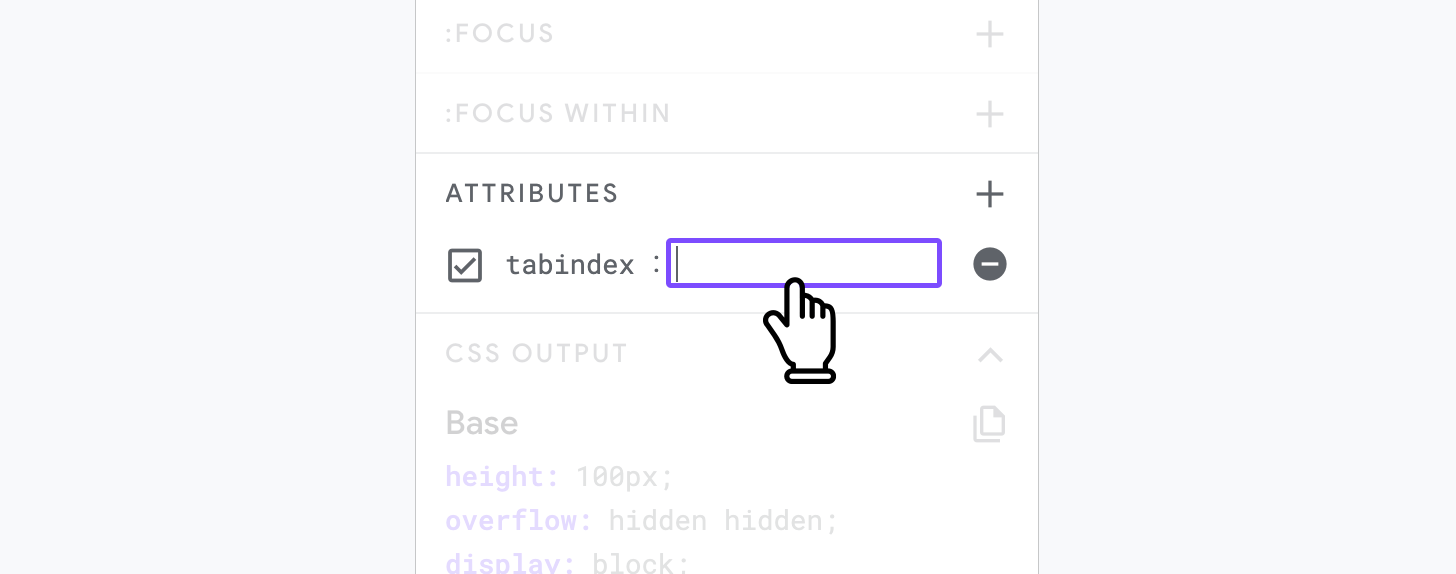 :FOCUS
:FOCUS WITHIN
ATTRIBUTES
tabindex :
CSS OUTPUT
Base
height: 100px;
overflow: hidden hidden;
display: block;